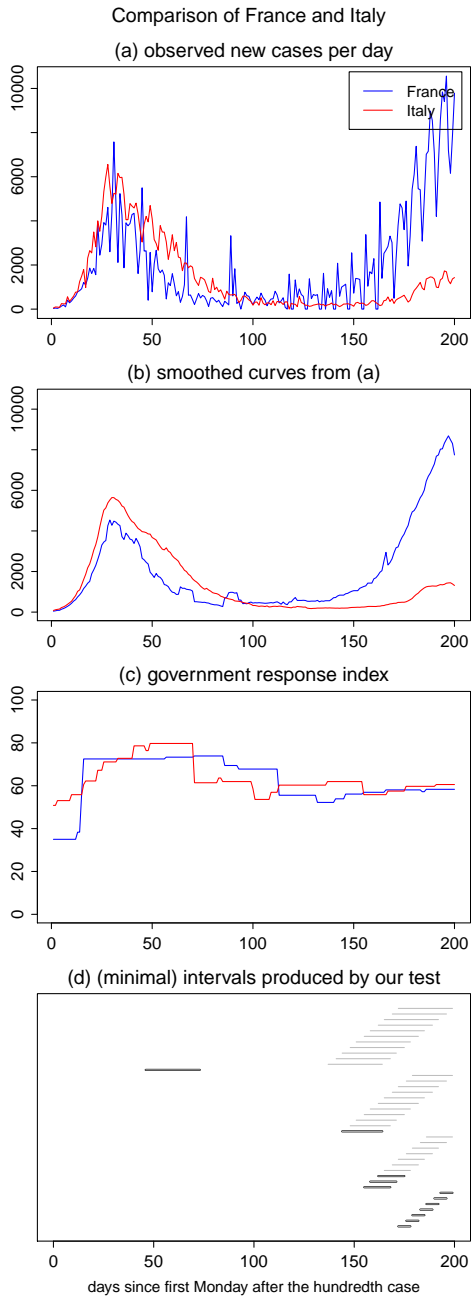 Comparison of France and Italy
(a) observed new cases per day
France
Italy
0 2000 6000 10000
0 50 100 150 200
(b) smoothed curves from (a)
0 2000 6000 10000
0 50 100 150 200
(c) government response index
0 20 40 60 80 100
0 50 100 150 200
(d) (minimal) intervals produced by our test
0 50 100 150 200
days since first Monday after the hundredth case